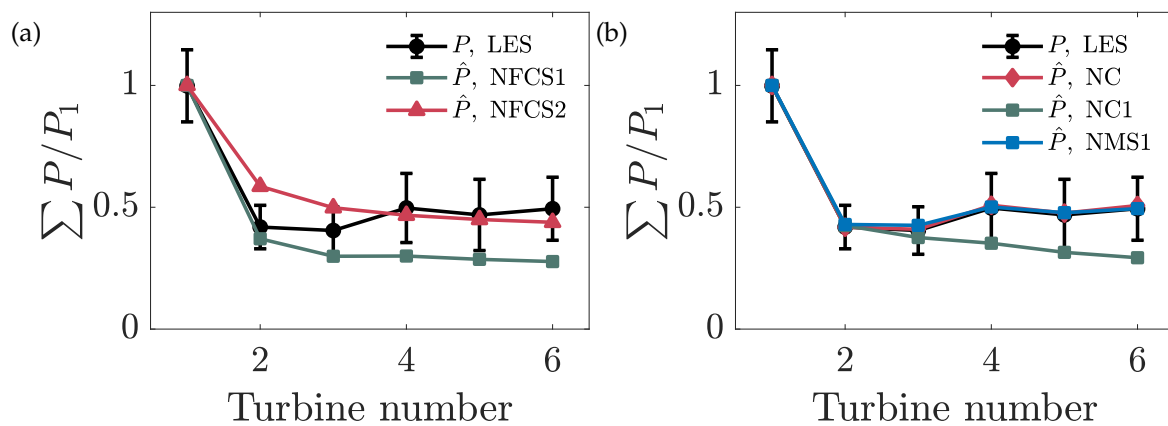 (a)
∑ P/P₁
1
0.5
0
2 4 6
Turbine number
P, LES
P̂, NFCS1
P̂, NFCS2
(b)
∑ P/P₁
1
0.5
0
2 4 6
Turbine number
P, LES
P̂, NC
P̂, NC1
P̂, NMS1